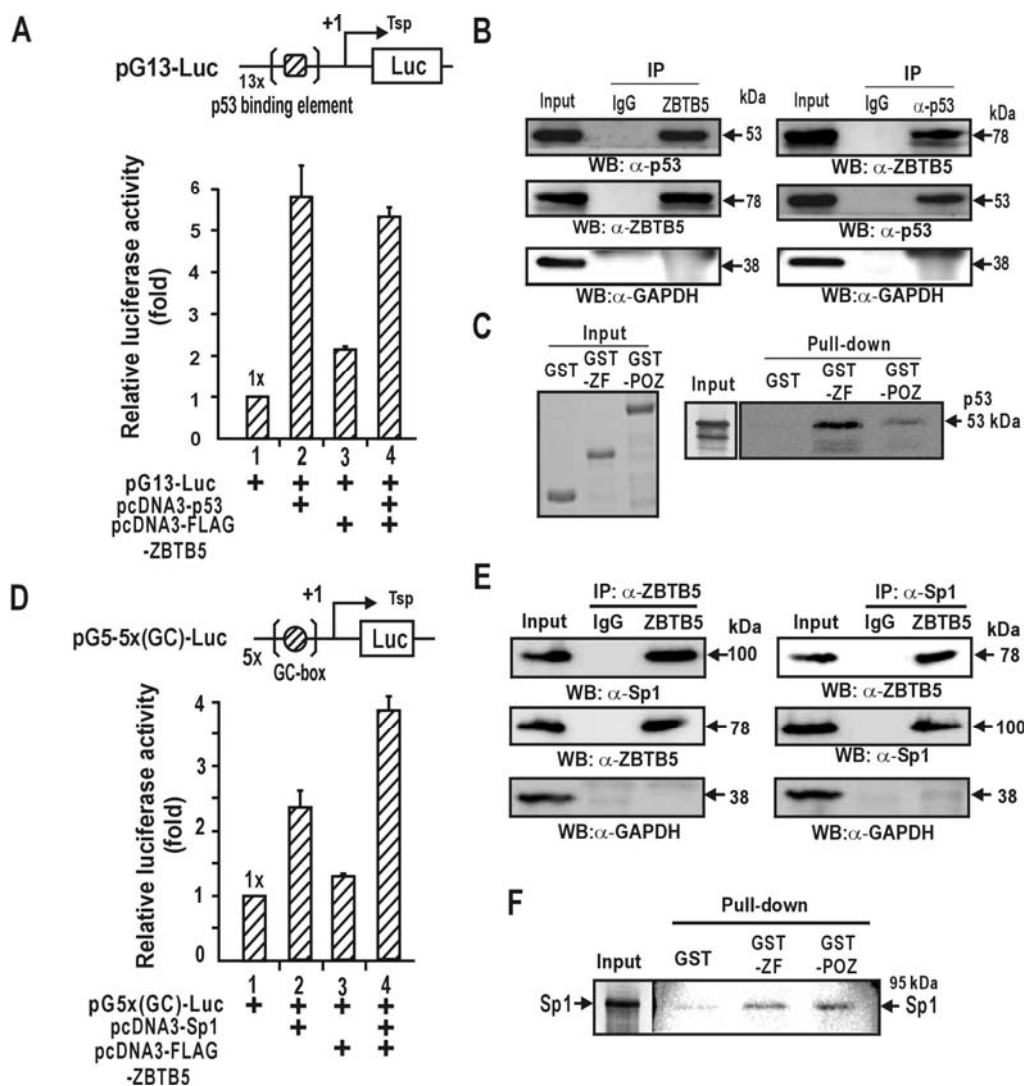 A
+1
Tsp
pG13-Luc
Luc
13x
p53 binding element
Relative luciferase activity
(fold)
6
5
4
3
2
1
0
1x
1 2 3 4
pG13-Luc + + + +
pcDNA3-p53 + +
pcDNA3-FLAG + +
-ZBTB5
B
IP
Input IgG ZBTB5 kDa
53
WB: α-p53
78
WB: α-ZBTB5
38
WB:α-GAPDH
IP
Input IgG α-p53 kDa
78
WB: α-ZBTB5
53
WB: α-p53
38
WB:α-GAPDH
C
Input
GST GST -ZF GST -POZ
Pull-down
Input GST GST -ZF GST -POZ
p53
53 kDa
D
+1
Tsp
pG5-5x(GC)-Luc
Luc
5x
GC-box
Relative luciferase activity
(fold)
4
3
2
1
0
1x
1 2 3 4
pG5x(GC)-Luc + + + +
pcDNA3-Sp1 + +
pcDNA3-FLAG + +
-ZBTB5
E
IP: α-ZBTB5
Input IgG ZBTB5 kDa
100
WB: α-Sp1
78
WB: α-ZBTB5
38
WB:α-GAPDH
IP: α-Sp1
Input IgG ZBTB5 kDa
78
WB: α-ZBTB5
100
WB: α-Sp1
38
WB:α-GAPDH
F
Pull-down
Input GST GST -ZF GST -POZ
95 kDa
Sp1 Sp1